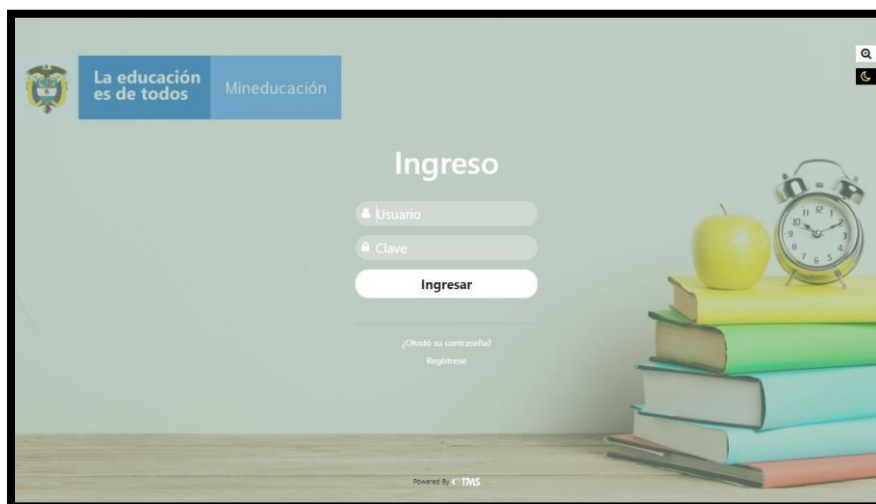 La educación
es de todos
Mineducación
Ingreso
Usuario
Clave
Ingresar
¿Olvidó su contraseña?
Regístrese
Powered By TMS